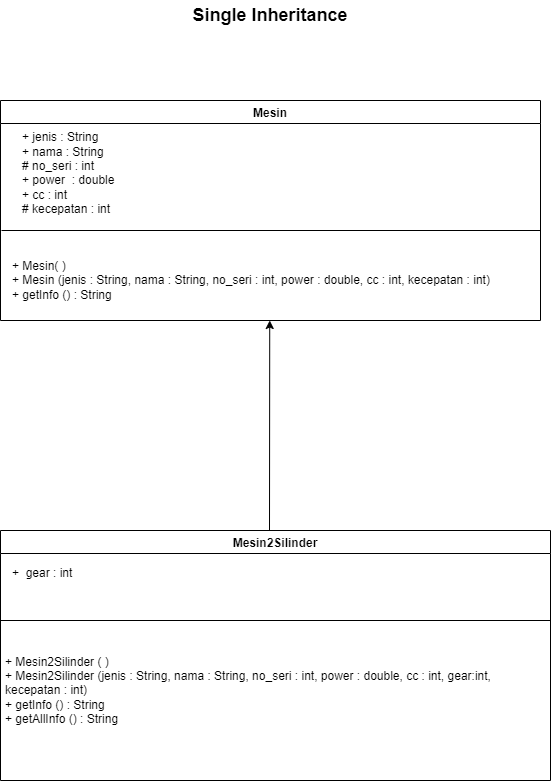 Single Inheritance
Mesin
+ jenis : String
+ nama : String
# no_seri : int
+ power  : double
+ cc : int
# kecepatan : int
+ Mesin( )
+ Mesin (jenis : String, nama : String, no_seri : int, power : double, cc : int, kecepatan : int)
+ getInfo () : String
Mesin2Silinder
+  gear : int
+ Mesin2Silinder ( )
+ Mesin2Silinder (jenis : String, nama : String, no_seri : int, power : double, cc : int, gear:int,
kecepatan : int)
+ getInfo () : String
+ getAllInfo () : String